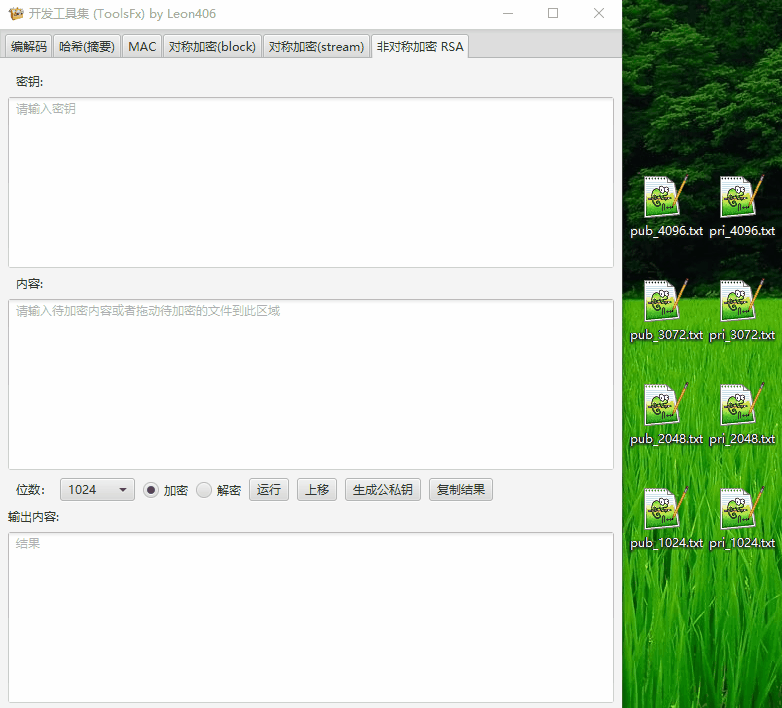 开发工具集 (ToolsFx) by Leon406
编解码 哈希(摘要) MAC 对称加密(block) 对称加密(stream) 非对称加密 RSA
密钥:
请输入密钥
内容:
请输入待加密内容或者拖动待加密的文件到此区域
位数: 1024 加密 解密 运行 上移 生成公私钥 复制结果
输出内容:
结果
pub_4096.txt pri_4096.txt
pub_3072.txt pri_3072.txt
pub_2048.txt pri_2048.txt
pub_1024.txt pri_1024.txt